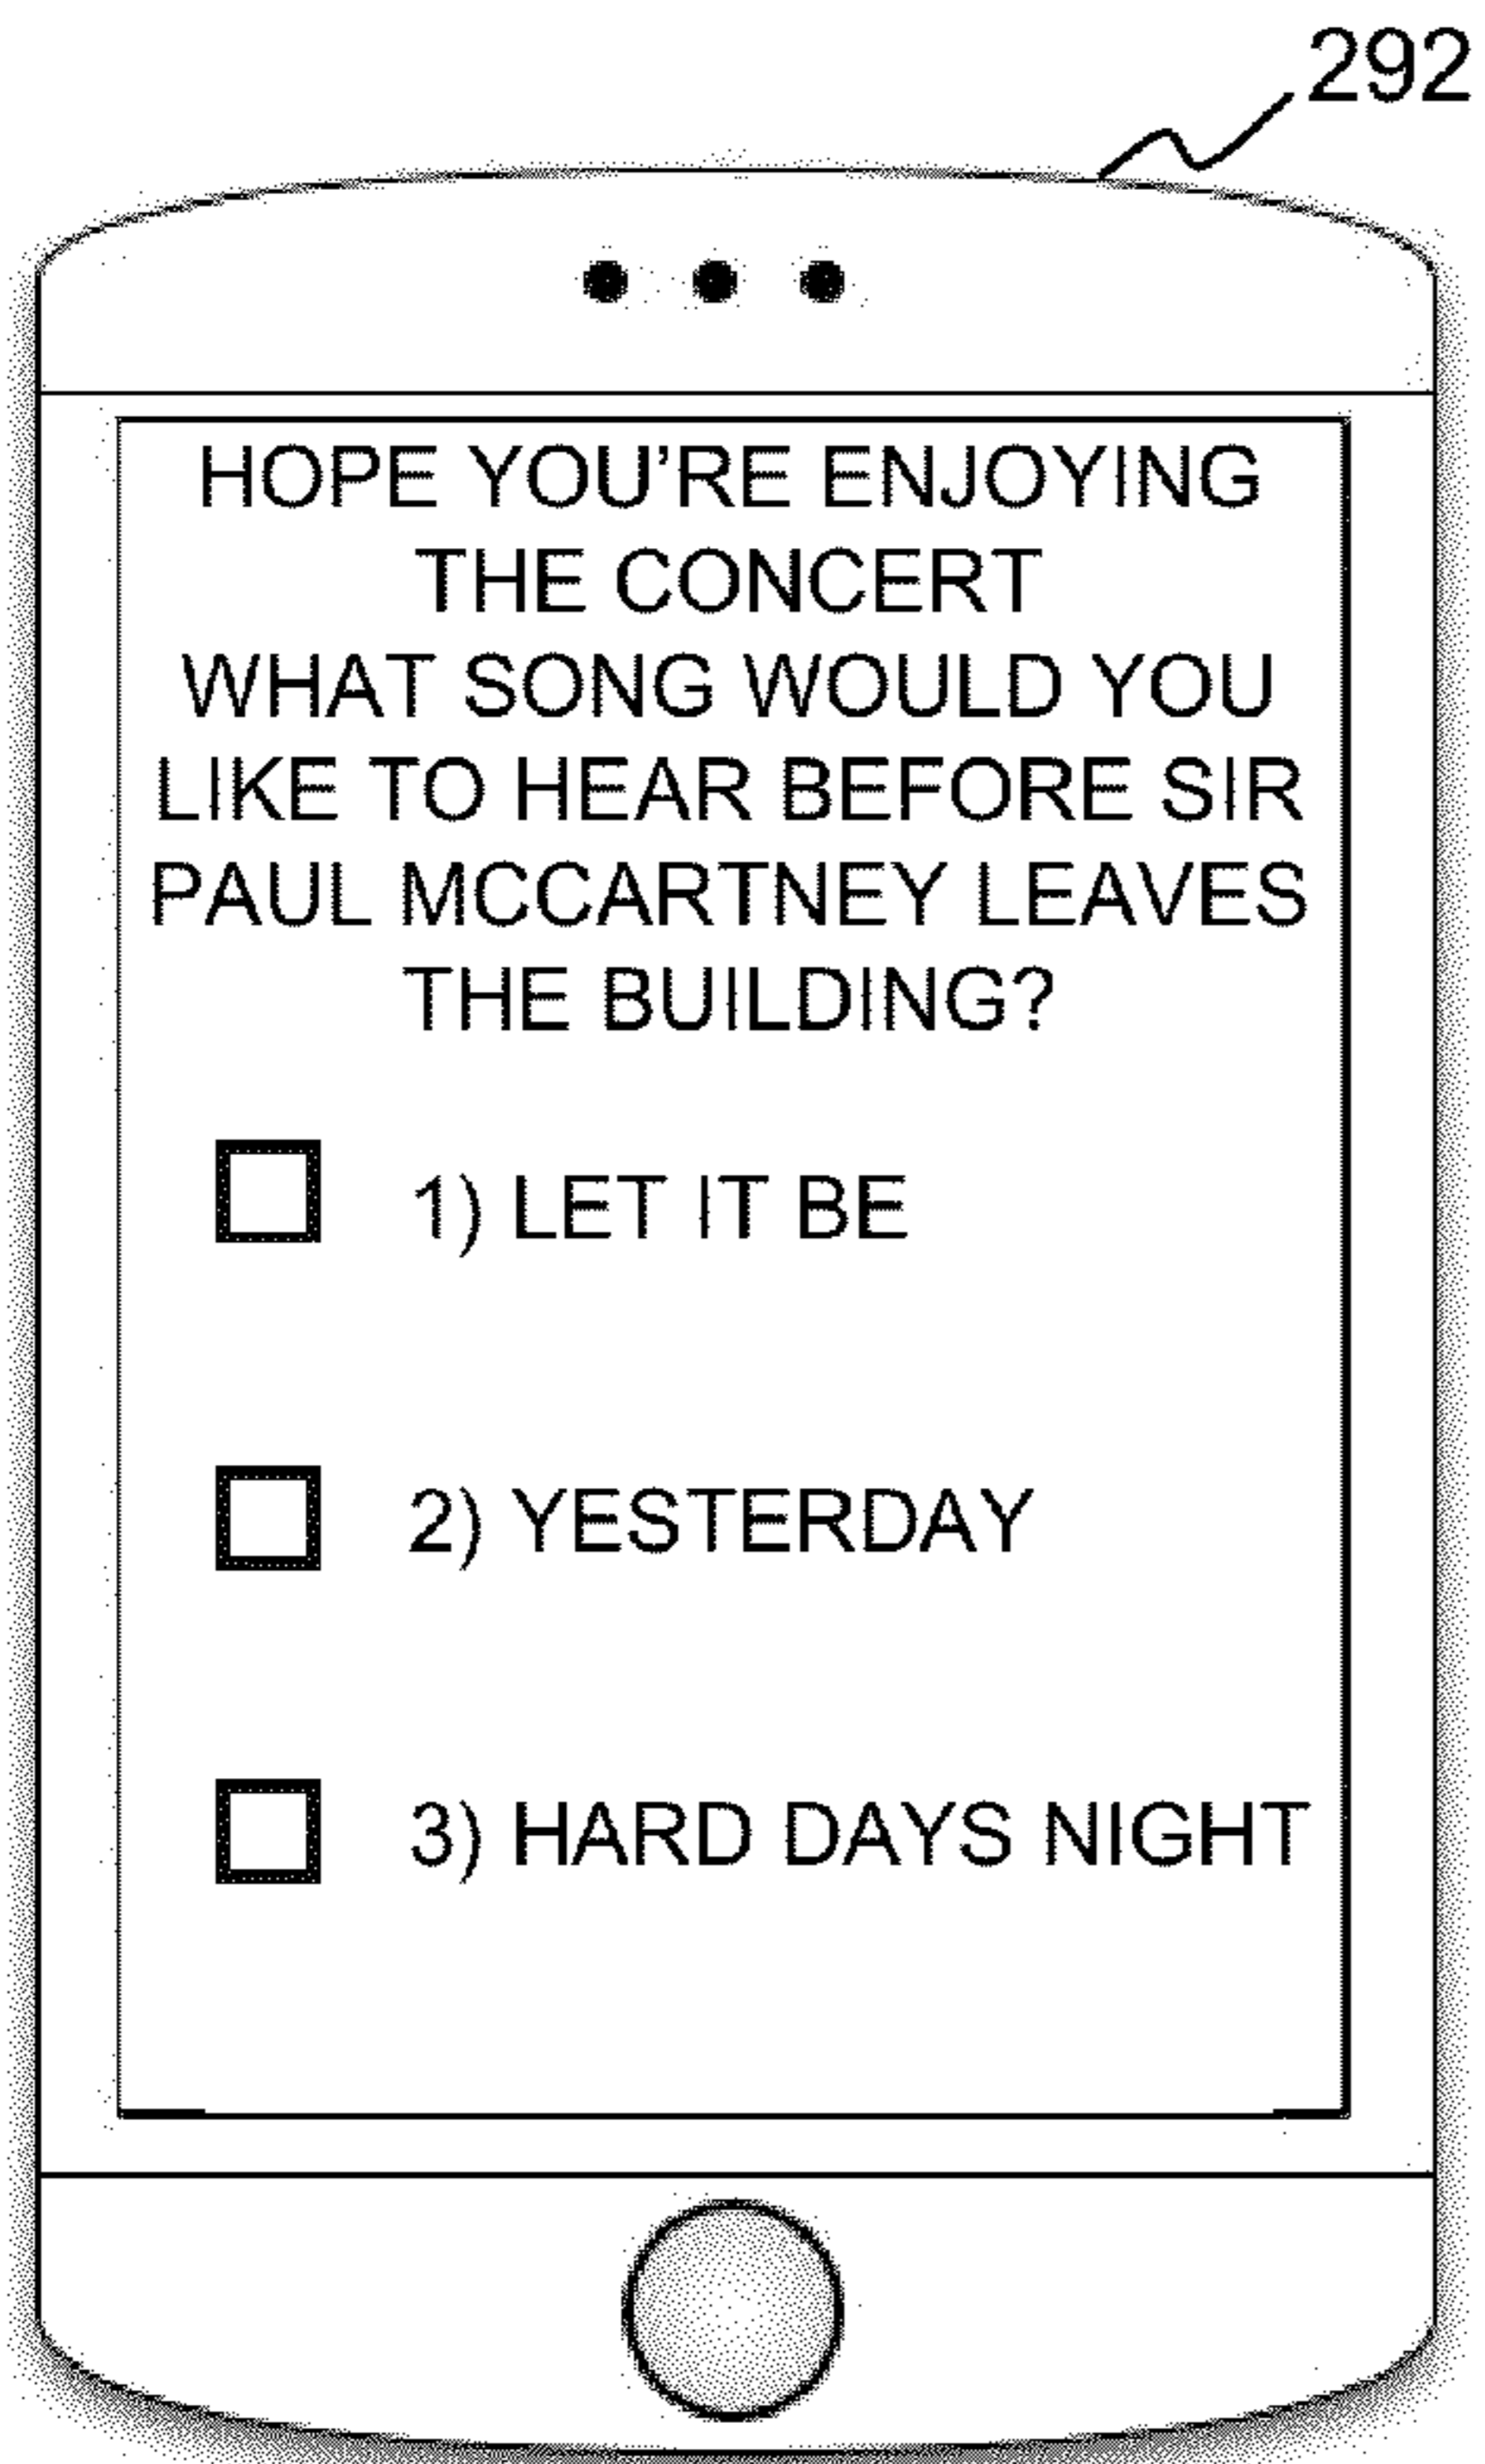 292
HOPE YOU'RE ENJOYING
THE CONCERT
WHAT SONG WOULD YOU
LIKE TO HEAR BEFORE SIR
PAUL MCCARTNEY LEAVES
THE BUILDING?
1) LET IT BE
2) YESTERDAY
3) HARD DAYS NIGHT